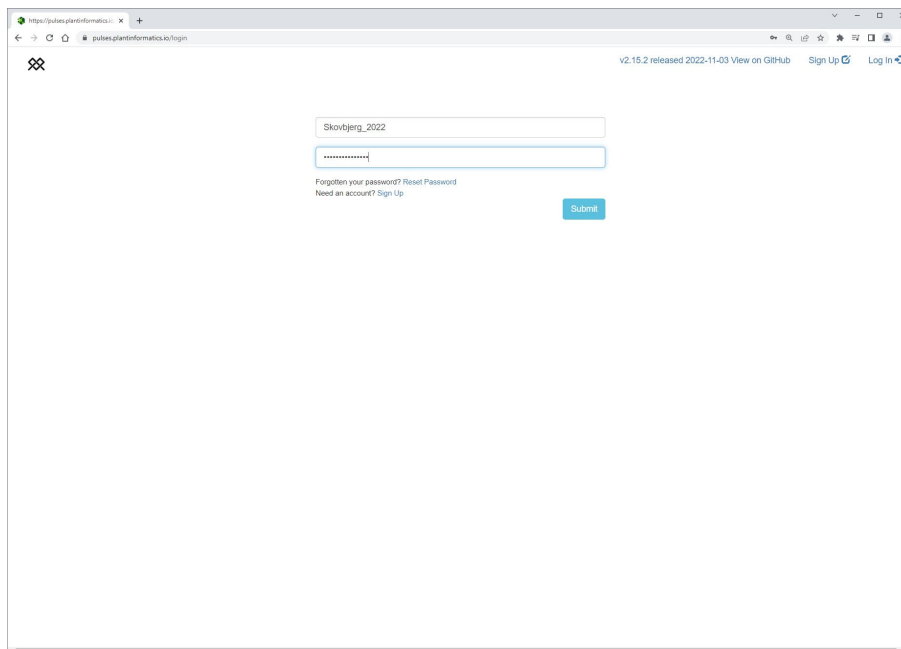 https://pulses.plantinformatics.io
pulses.plantinformatics.io/login
v2.15.2 released 2022-11-03 View on GitHub Sign Up Log In
Skovbjerg_2022
•••••••••••••••
Forgotten your password? Reset Password
Need an account? Sign Up
Submit